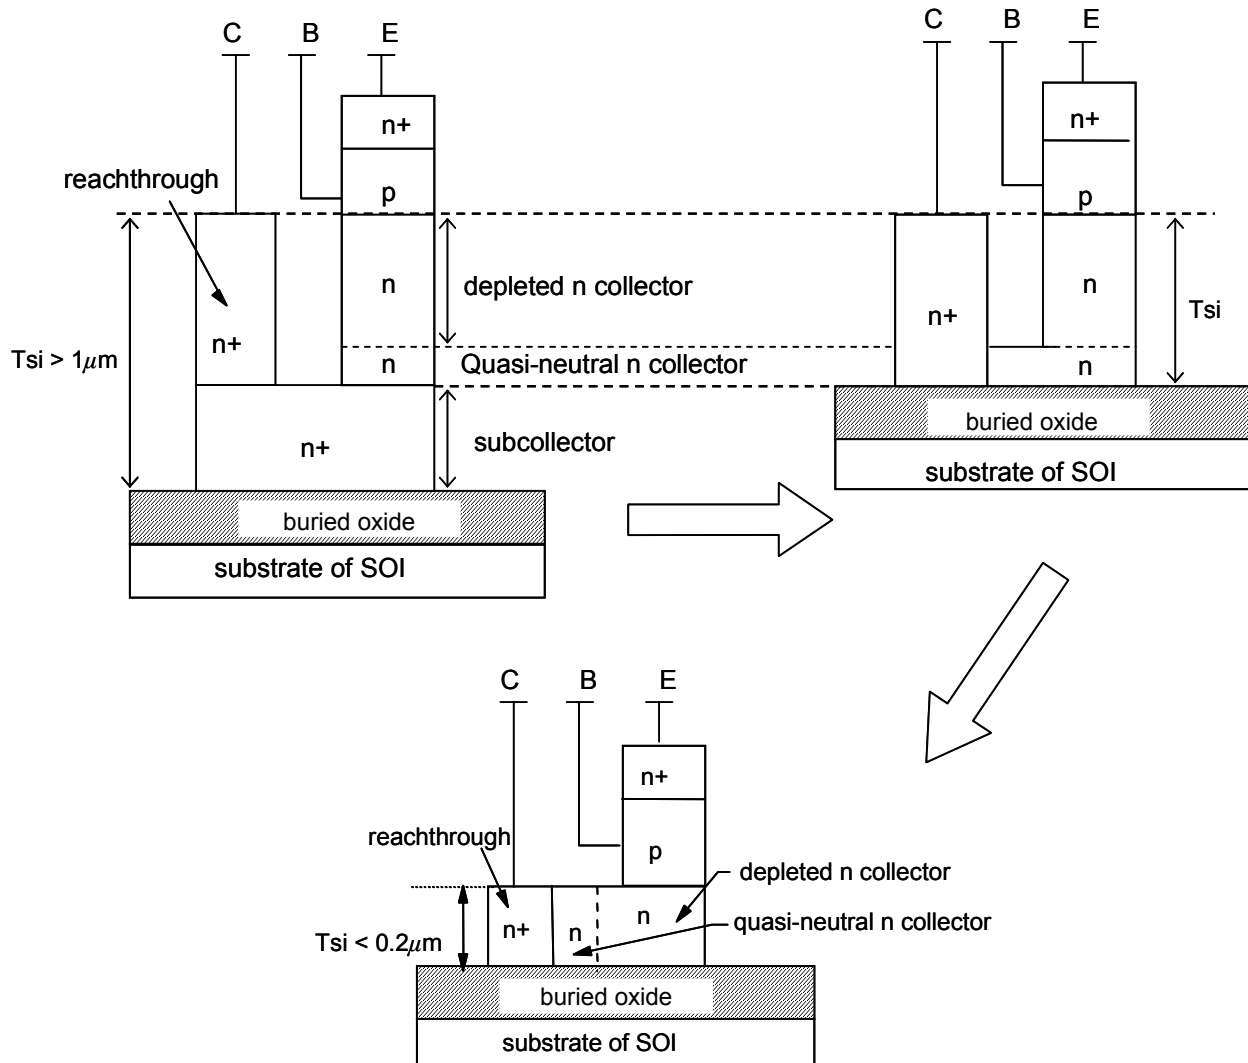 C B E
n+
reachthrough
p
n
depleted n collector
n+
Tsi > 1μm
n
Quasi-neutral n collector
n+
subcollector
buried oxide
substrate of SOI
C B E
n+
p
n
n+
Tsi
n
buried oxide
substrate of SOI
C B E
n+
reachthrough
p
depleted n collector
n
n+
n
quasi-neutral n collector
Tsi < 0.2μm
buried oxide
substrate of SOI